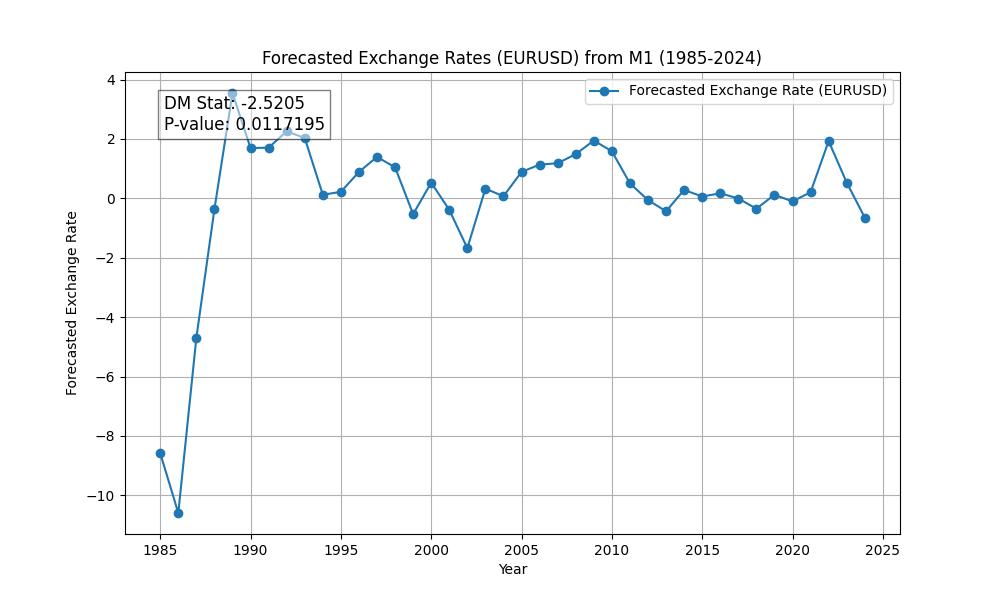 Forecasted Exchange Rates (EURUSD) from M1 (1985-2024)
DM Stat: -2.5205
P-value: 0.0117195
Forecasted Exchange Rate (EURUSD)
Forecasted Exchange Rate
4
2
0
−2
−4
−6
−8
−10
1985 1990 1995 2000 2005 2010 2015 2020 2025
Year